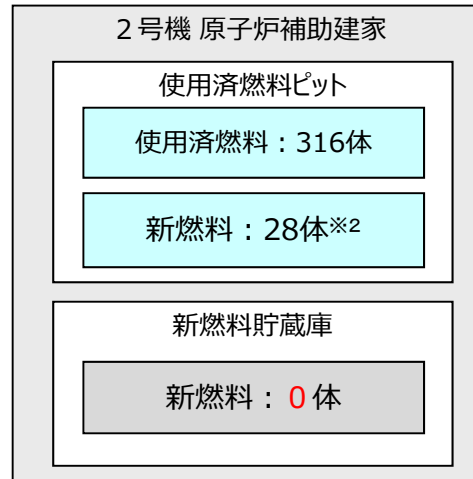 ２号機 原子炉補助建家
使用済燃料ピット
使用済燃料：316体
新燃料：28体※2
新燃料貯蔵庫
新燃料：０体